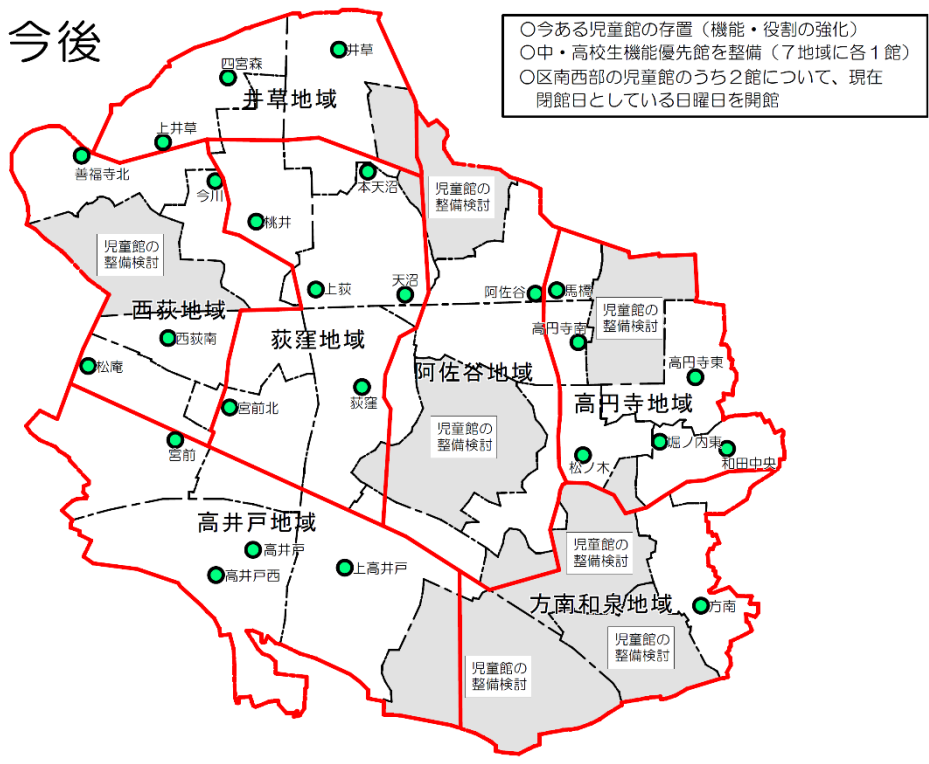 今後
○今ある児童館の存置（機能・役割の強化）
○中・高校生機能優先館を整備（７地域に各１館）
○区南西部の児童館のうち２館について、現在
閉館日としている日曜日を開館
井草
四宮森
井草地域
上井草
善福寺北
今川
本天沼
桃井
児童館の
整備検討
児童館の
整備検討
上荻
天沼
阿佐谷
馬橋
児童館の
整備検討
西荻地域
西荻南
荻窪地域
高円寺南
松庵
阿佐谷地域
高円寺東
荻窪
高円寺地域
宮前北
児童館の
整備検討
宮前
堀ノ内東
松ノ木
和田中央
高井戸地域
高井戸
児童館の
整備検討
上高井戸
高井戸西
方南和泉地域
方南
児童館の
整備検討
児童館の
整備検討